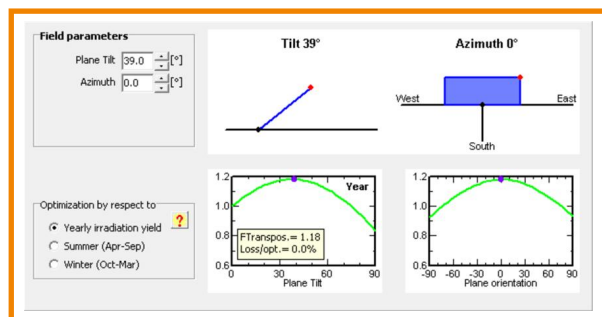 Field parameters
Plane Tilt 39.0 [°]
Azimuth 0.0 [°]
Tilt 39°
Azimuth 0°
West
East
South
Optimization by respect to
Yearly irradiation yield ?
Summer (Apr-Sep)
Winter (Oct-Mar)
1.2
1.0
0.8
0.6
Year
FTranspos.= 1.18
Loss/opt.= 0.0%
0 30 60 90
Plane Tilt
1.2
1.0
0.8
0.6
-90 -60 -30 0 30 60 90
Plane orientation